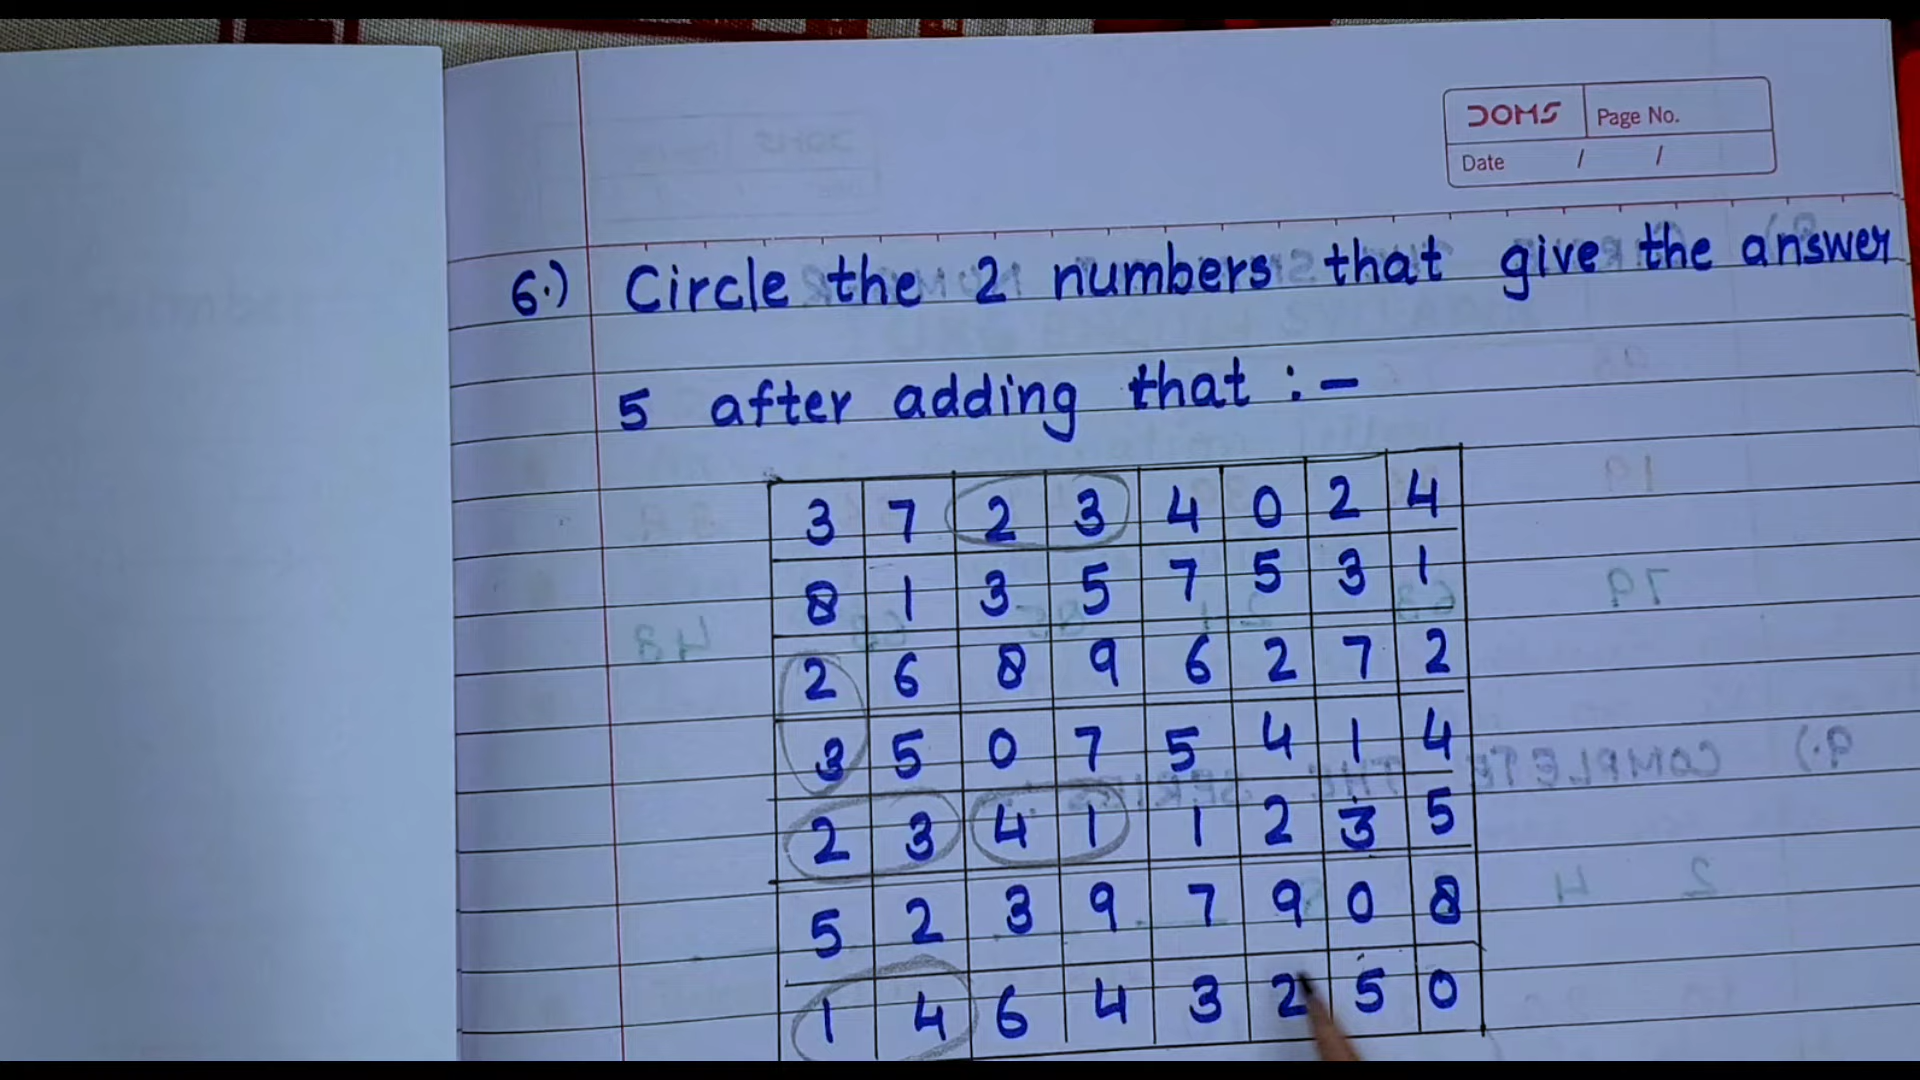 DOMS Page No.
Date / /
6.) Circle the 2 numbers that give the answer
5 after adding that :-
3 7 2 3 4 0 2 4
8 1 3 5 7 5 3 1
2 6 8 9 6 2 7 2
3 5 0 7 5 4 1 4
2 3 4 1 1 2 3 5
5 2 3 9 7 9 0 8
1 4 6 4 3 2 5 0